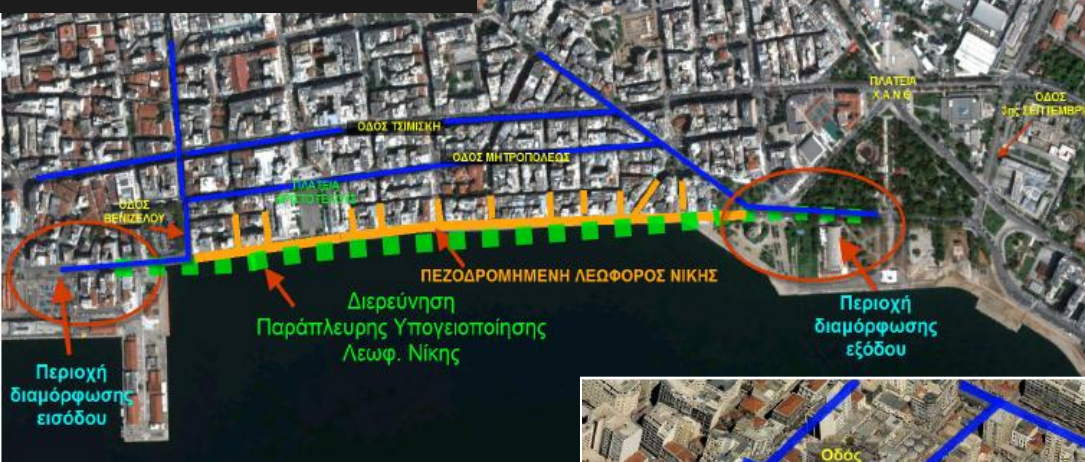 ΠΛΑΤΕΙΑ
Χ.Α.Ν.Θ.
ΟΔΟΣ
3ης ΣΕΠΤΕΜΒΡΙ
ΟΔΟΣ ΤΣΙΜΙΣΚΗ
ΟΔΟΣ ΜΗΤΡΟΠΟΛΕΩΣ
ΠΛΑΤΕΙΑ
ΑΡΙΣΤΟΤΕΛΟΥΣ
ΟΔΟΣ
ΒΕΝΙΖΕΛΟΥ
ΠΕΖΟΔΡΟΜΗΜΕΝΗ ΛΕΩΦΟΡΟΣ ΝΙΚΗΣ
Διερεύνηση
Παράπλευρης Υπογειοποίησης
Λεωφ. Νίκης
Περιοχή
διαμόρφωσης
εξόδου
Περιοχή
διαμόρφωσης
εισόδου
Οδός